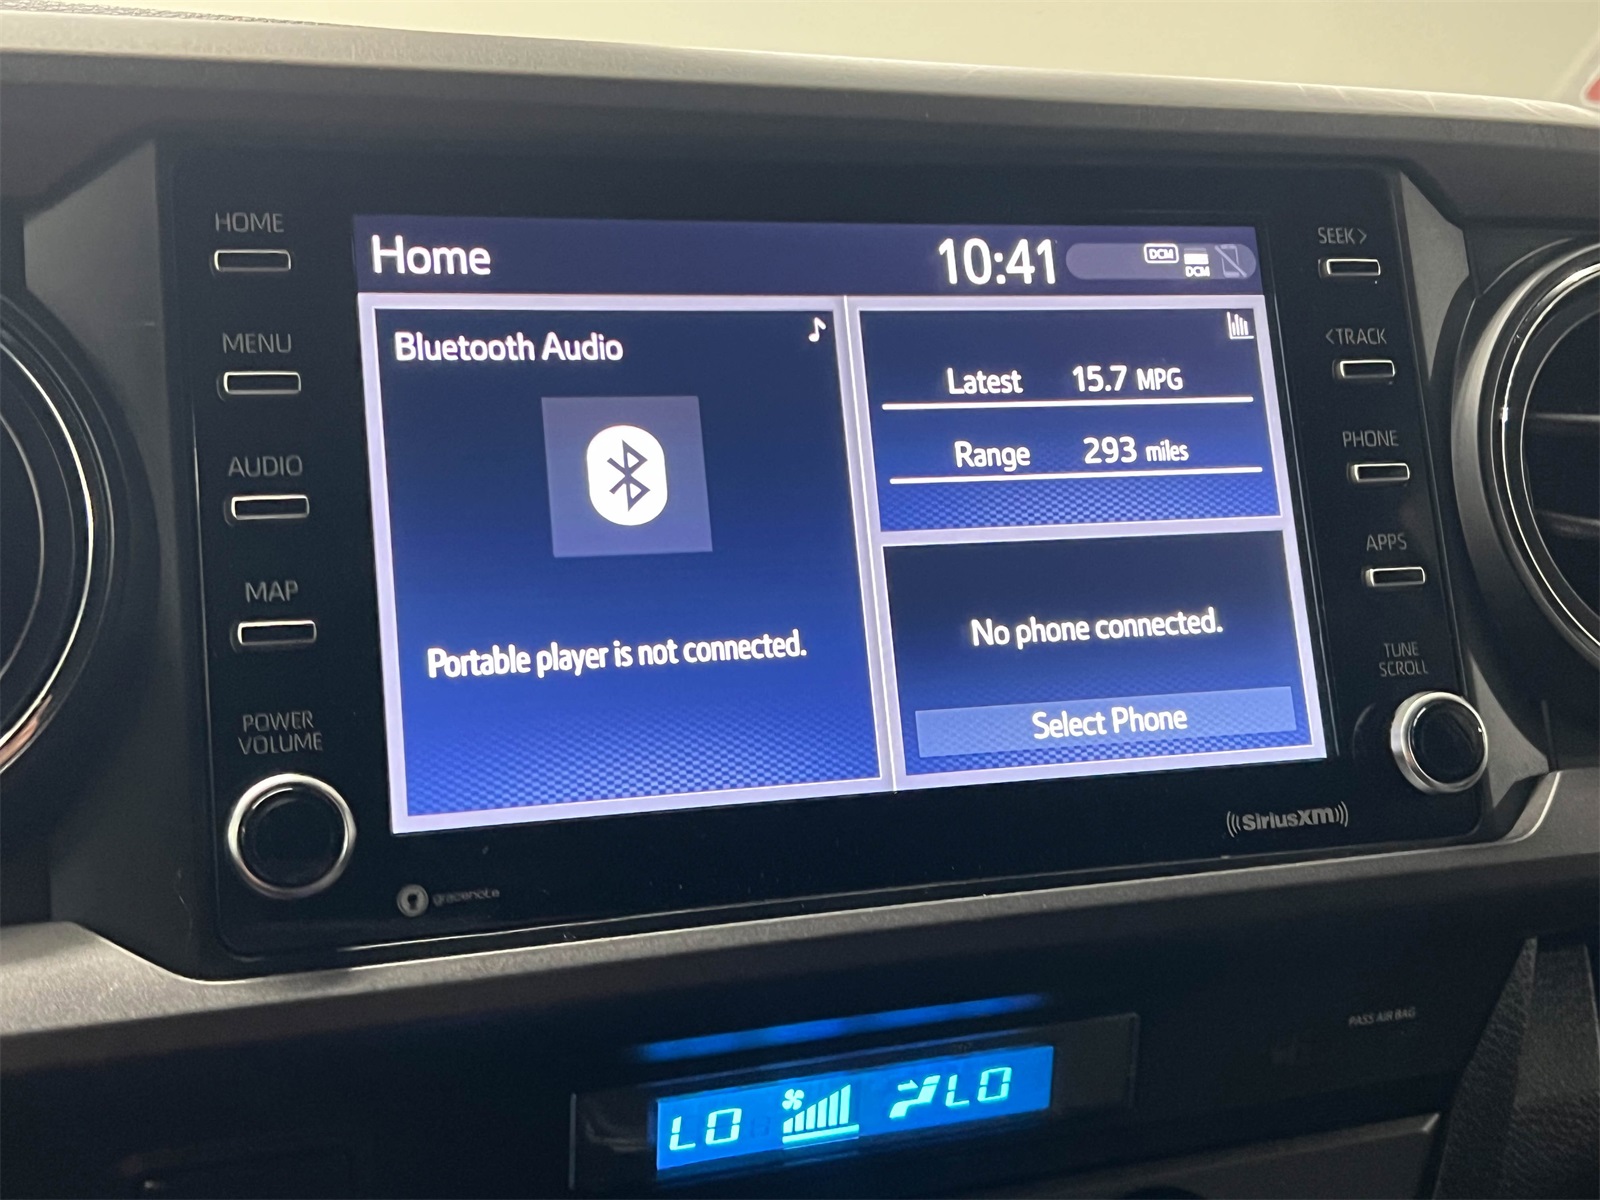 HOME
MENU
AUDIO
MAP
POWER
VOLUME
Home
10:41
DCM
DCM
Bluetooth Audio
Portable player is not connected.
Latest 15.7 MPG
Range 293 miles
No phone connected.
Select Phone
SEEK>
<TRACK
PHONE
APPS
TUNE
SCROLL
gracenote
((SiriusXM))
PASS AIR BAG
LO LO